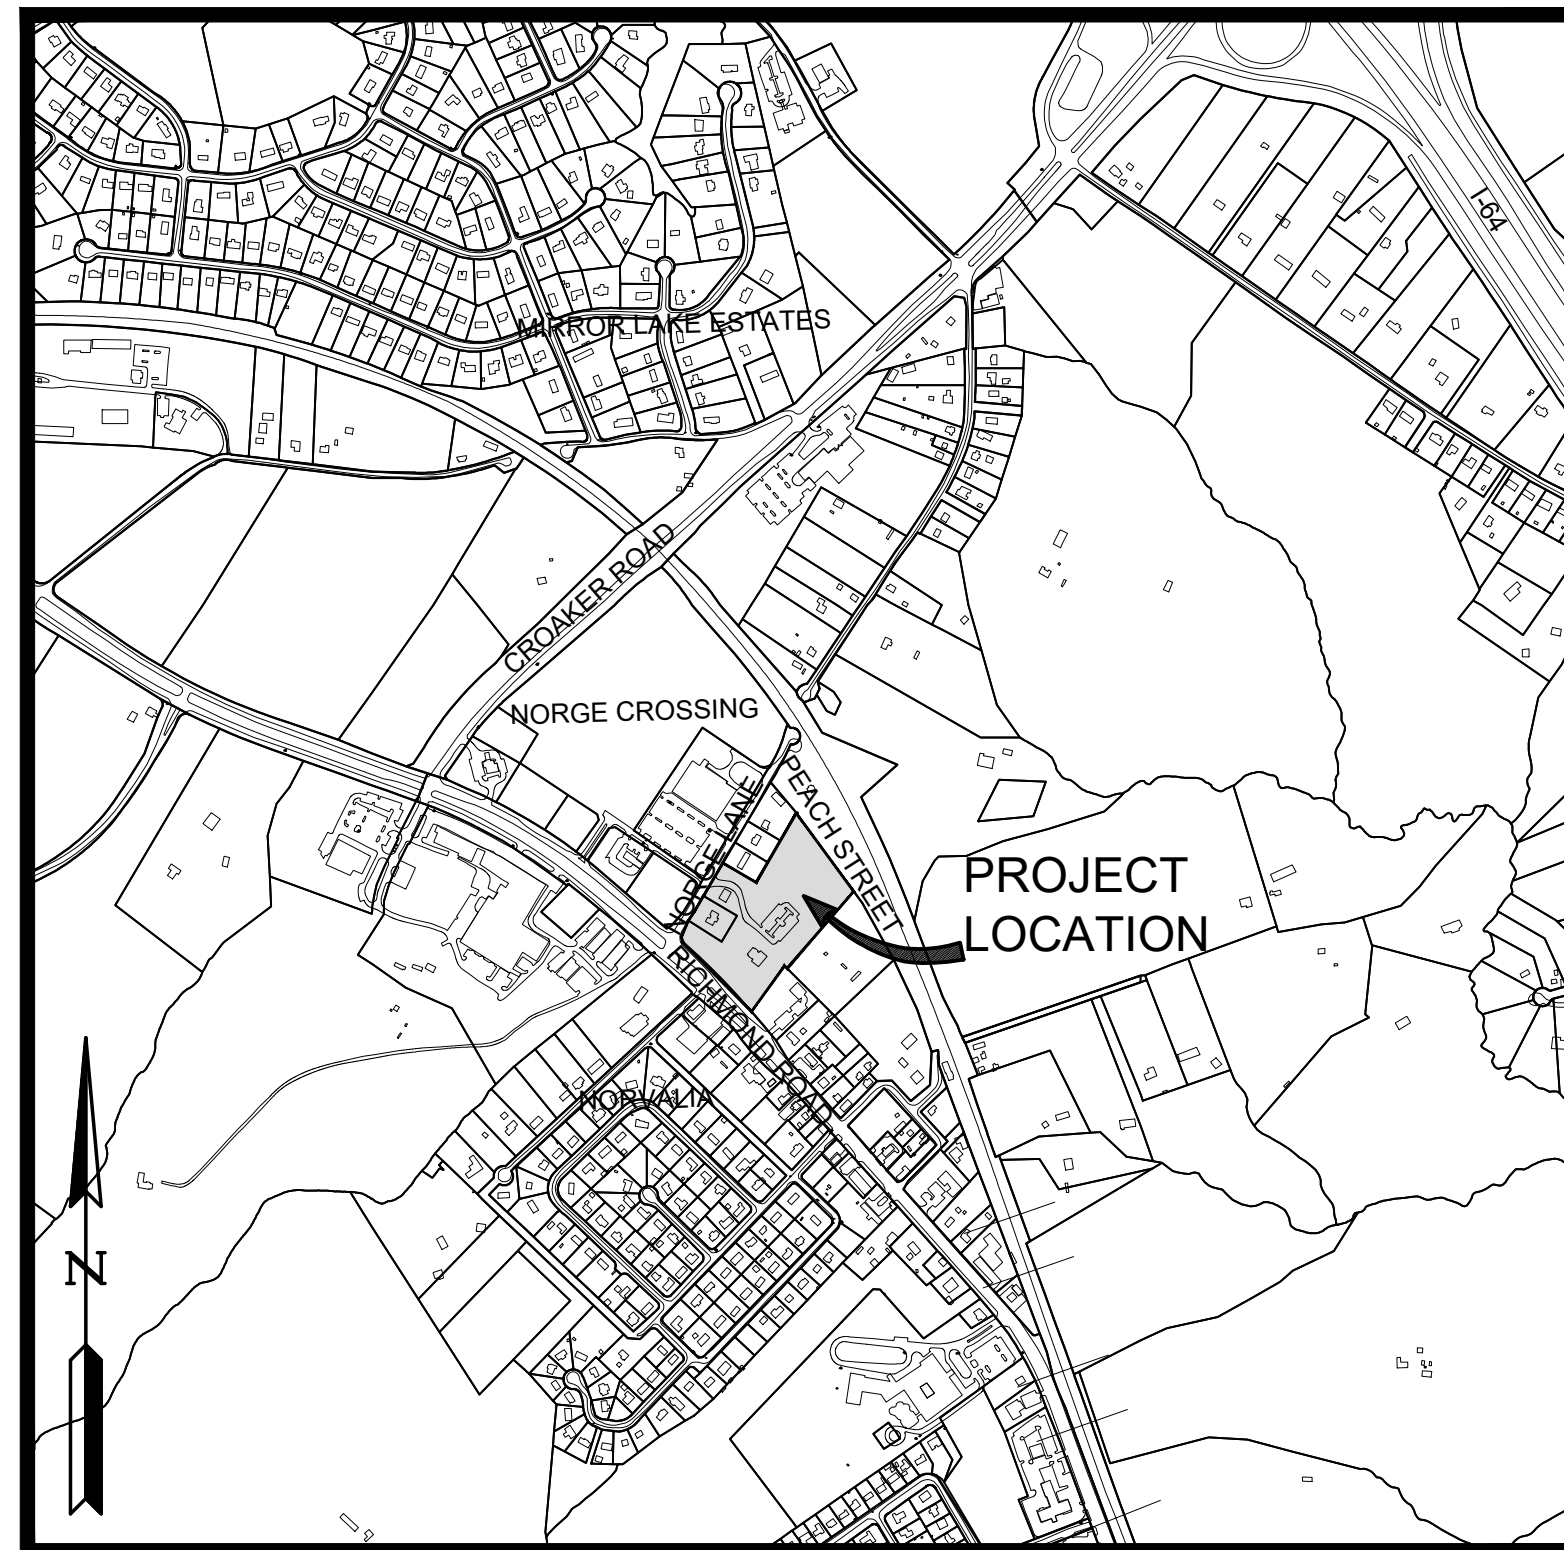 I-64
MIRROR LAKE ESTATES
CROAKER ROAD
NORGE CROSSING
NORGE LANE
PEACH STREET
PROJECT
LOCATION
RICHMOND ROAD
NORVALIA
N